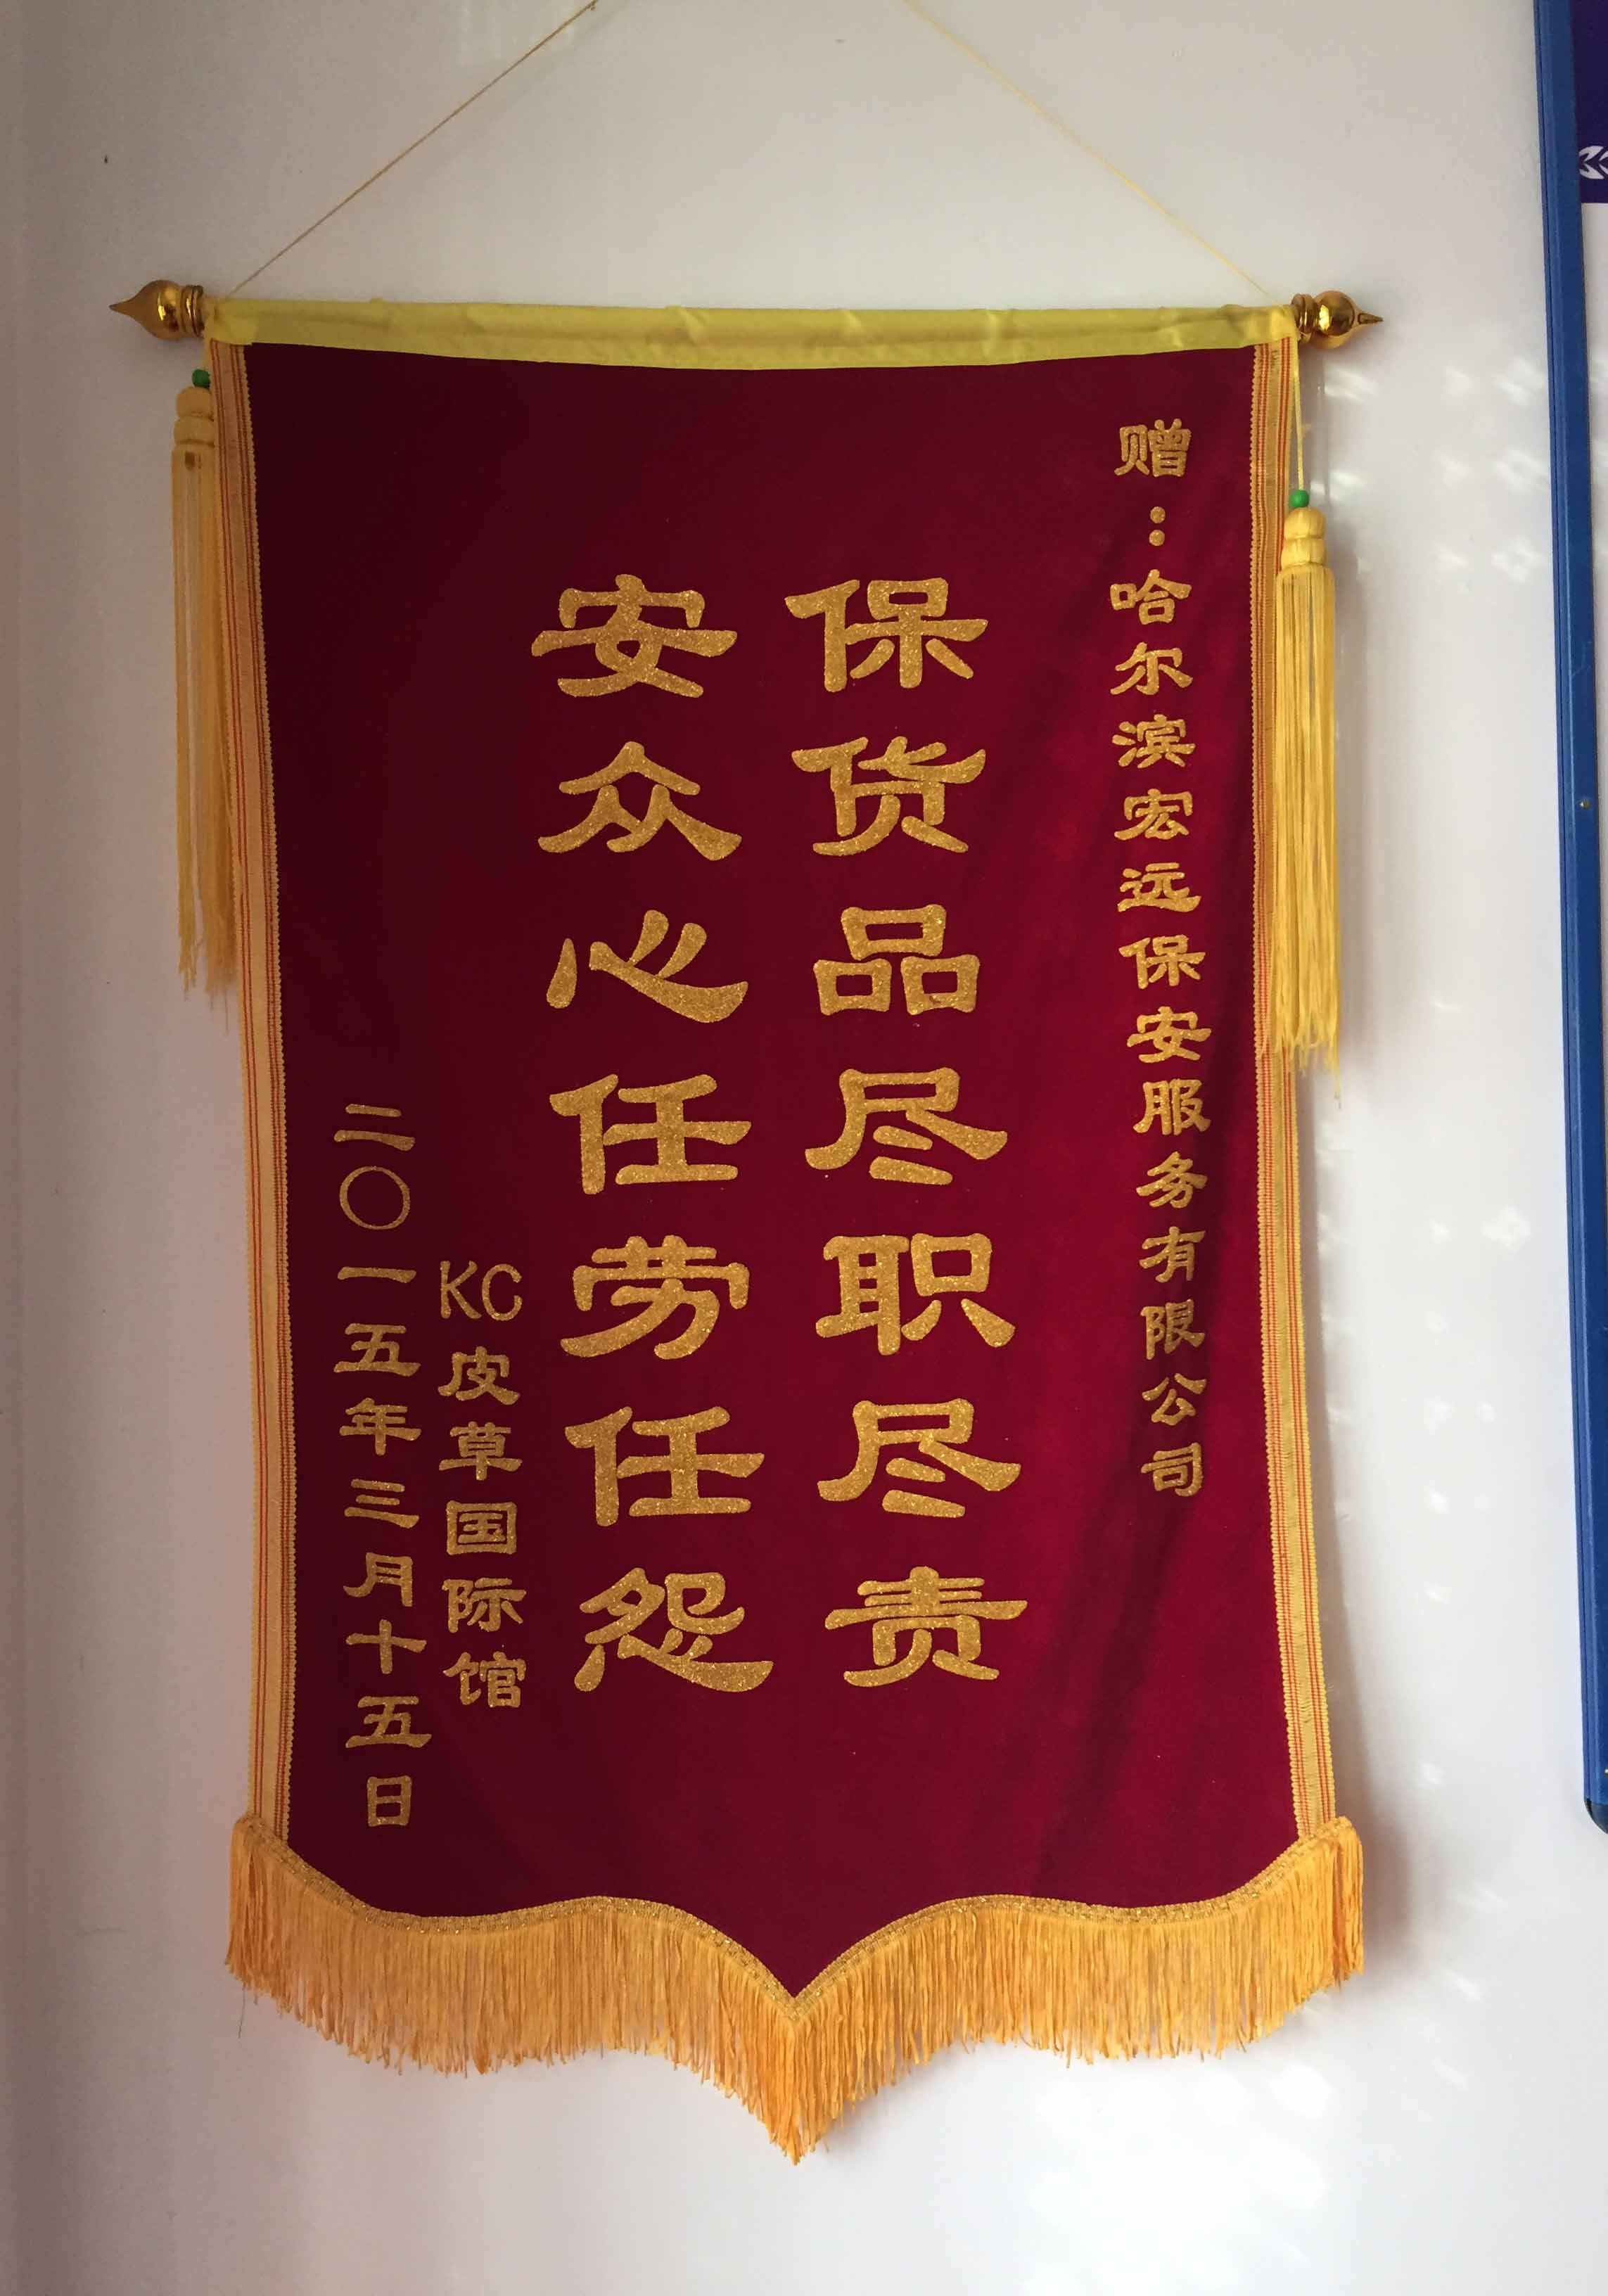 赠：哈尔滨宏远保安服务有限公司
保货品尽职尽责
安众心任劳任怨
KC皮草国际馆
二〇一五年三月十五日